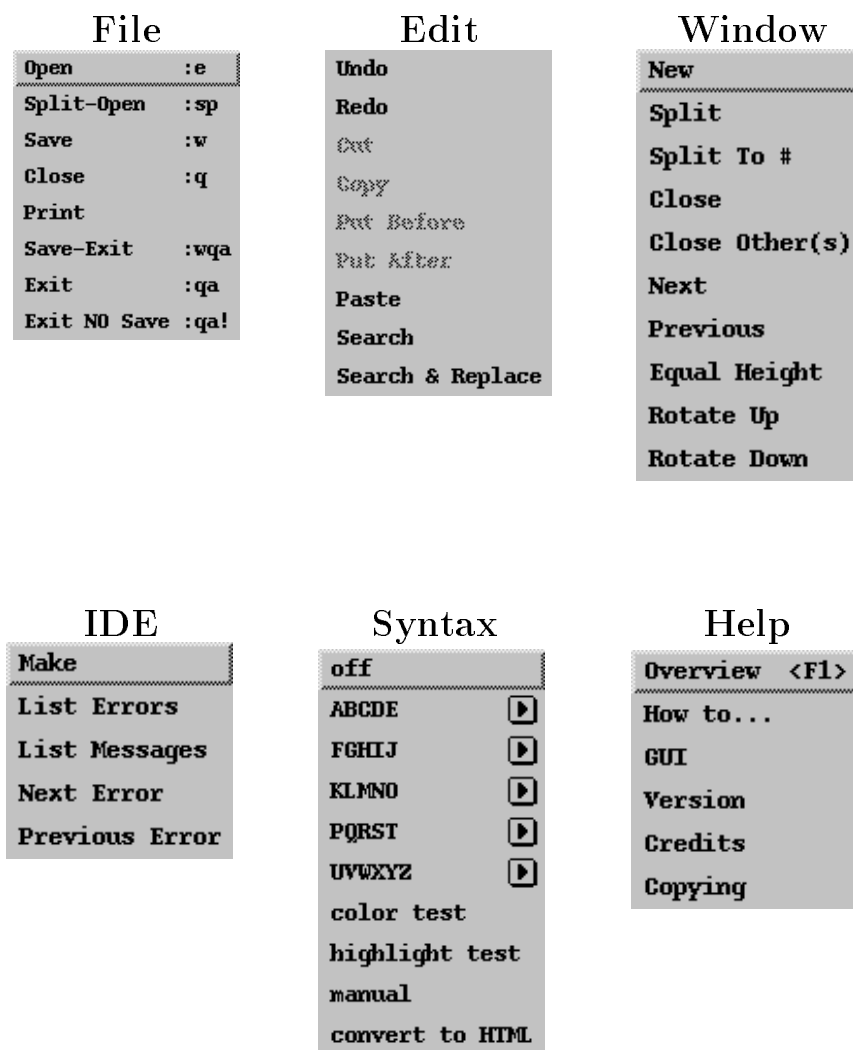 File
Open :e
Split-Open :sp
Save :w
Close :q
Print
Save-Exit :wqa
Exit :qa
Exit NO Save :qa!
Edit
Undo
Redo
Cut
Copy
Put Before
Put After
Paste
Search
Search & Replace
Window
New
Split
Split To #
Close
Close Other(s)
Next
Previous
Equal Height
Rotate Up
Rotate Down
IDE
Make
List Errors
List Messages
Next Error
Previous Error
Syntax
off
ABCDE
FGHIJ
KLMNO
PQRST
UVWXYZ
color test
highlight test
manual
convert to HTML
Help
Overview <F1>
How to...
GUI
Version
Credits
Copying